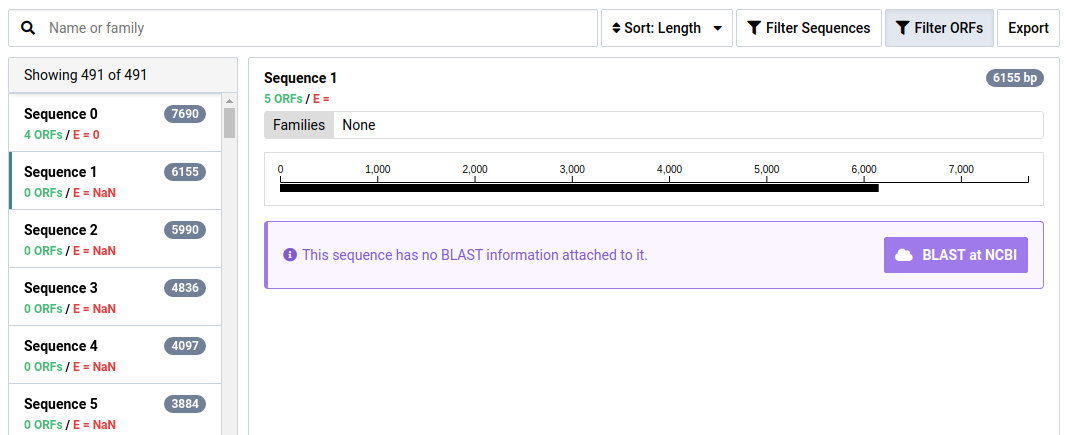 Name or family
Sort: Length
Filter Sequences
Filter ORFs
Export
Showing 491 of 491
Sequence 0
7690
4 ORFs / E = 0
Sequence 1
6155
0 ORFs / E = NaN
Sequence 2
5990
0 ORFs / E = NaN
Sequence 3
4836
0 ORFs / E = NaN
Sequence 4
4097
0 ORFs / E = NaN
Sequence 5
3884
0 ORFs / E = NaN
Sequence 1
6155 bp
5 ORFs / E =
Families None
0 1,000 2,000 3,000 4,000 5,000 6,000 7,000
This sequence has no BLAST information attached to it.
BLAST at NCBI